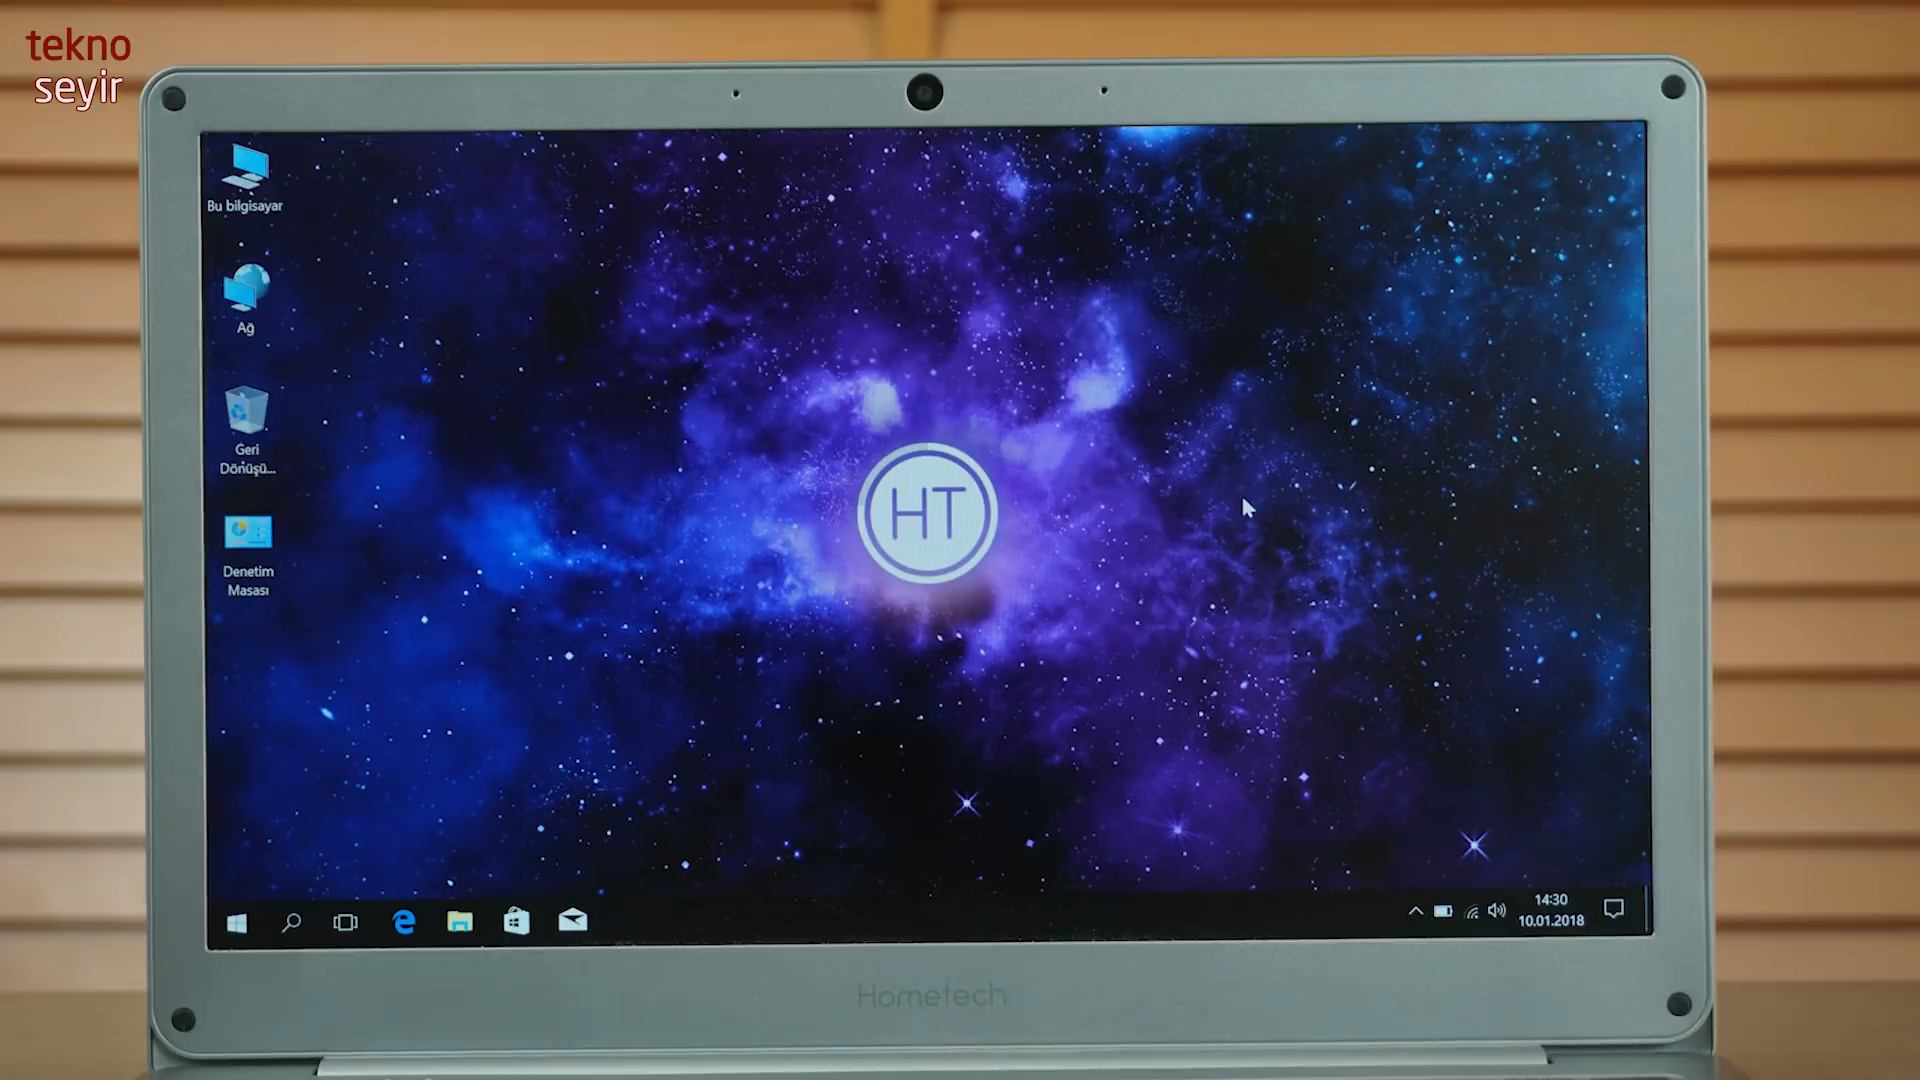 tekno
seyir
Bu bilgisayar
Ağ
Geri
Dönüşü...
Denetim
Masası
HT
14:30
10.01.2018
Hometech